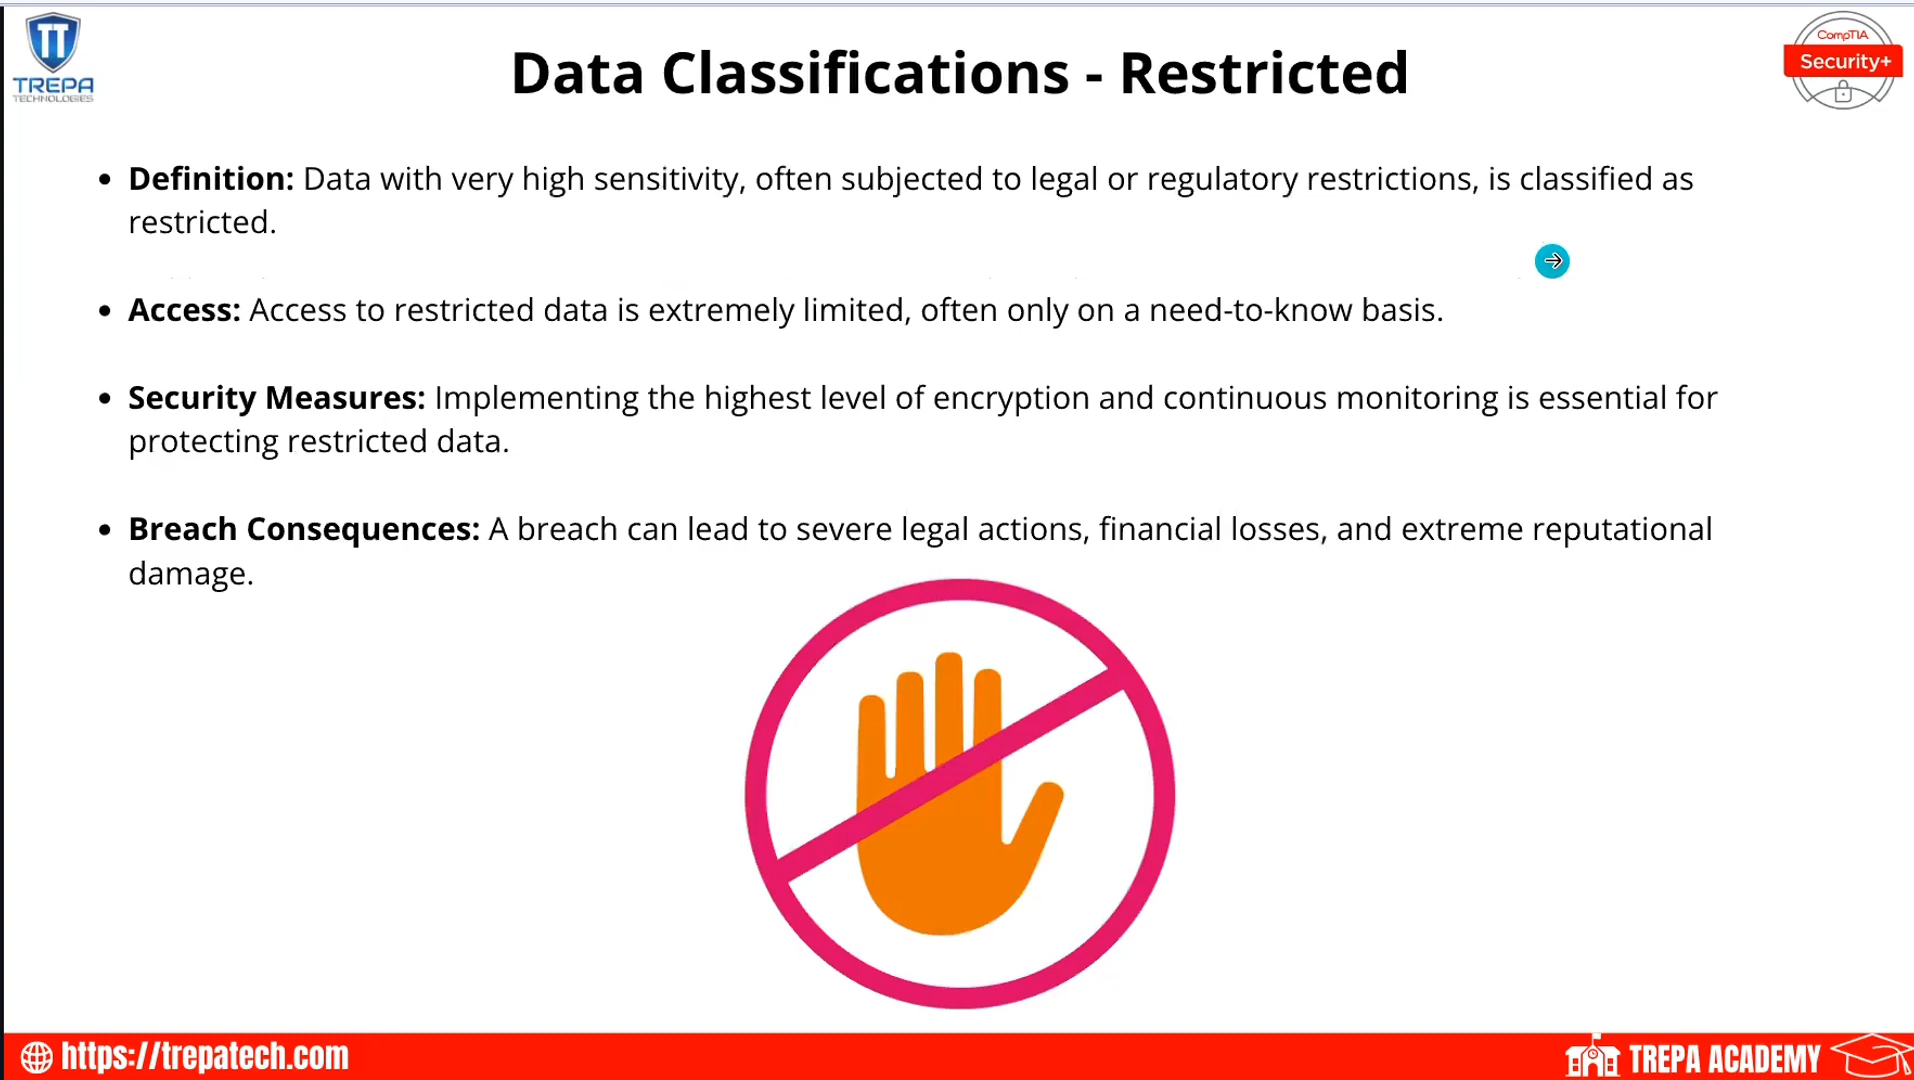 TREPA
TECHNOLOGIES
Data Classifications - Restricted
CompTIA
Security+
• Definition: Data with very high sensitivity, often subjected to legal or regulatory restrictions, is classified as
restricted.
• Access: Access to restricted data is extremely limited, often only on a need-to-know basis.
• Security Measures: Implementing the highest level of encryption and continuous monitoring is essential for
protecting restricted data.
• Breach Consequences: A breach can lead to severe legal actions, financial losses, and extreme reputational
damage.
https://trepatech.com
TREPA ACADEMY